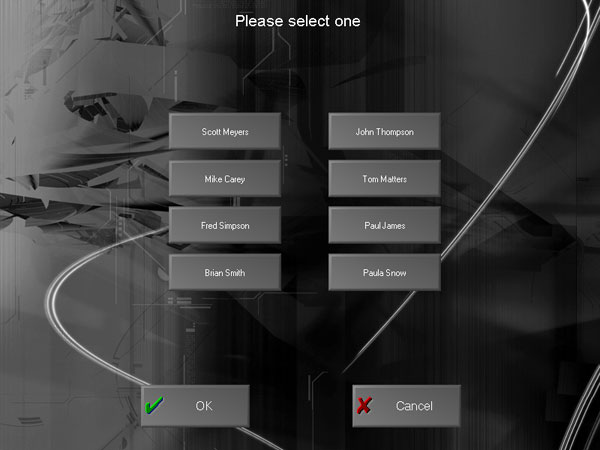 Please select one
Scott Meyers
John Thompson
Mike Carey
Tom Matters
Fred Simpson
Paul James
Brian Smith
Paula Snow
OK
Cancel